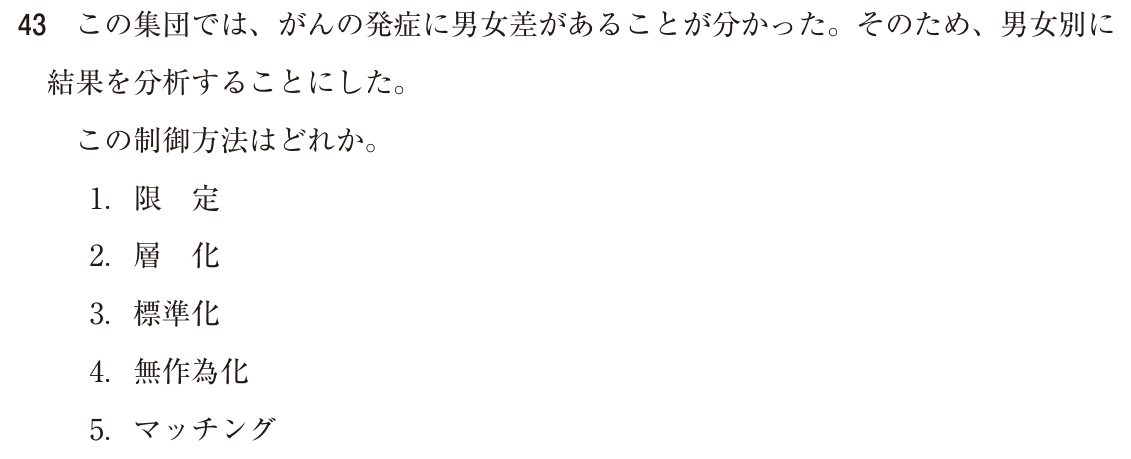 43　この集団では、がんの発症に男女差があることが分かった。そのため、男女別に
結果を分析することにした。
この制御方法はどれか。
1. 限　定
2. 層　化
3. 標準化
4. 無作為化
5. マッチング